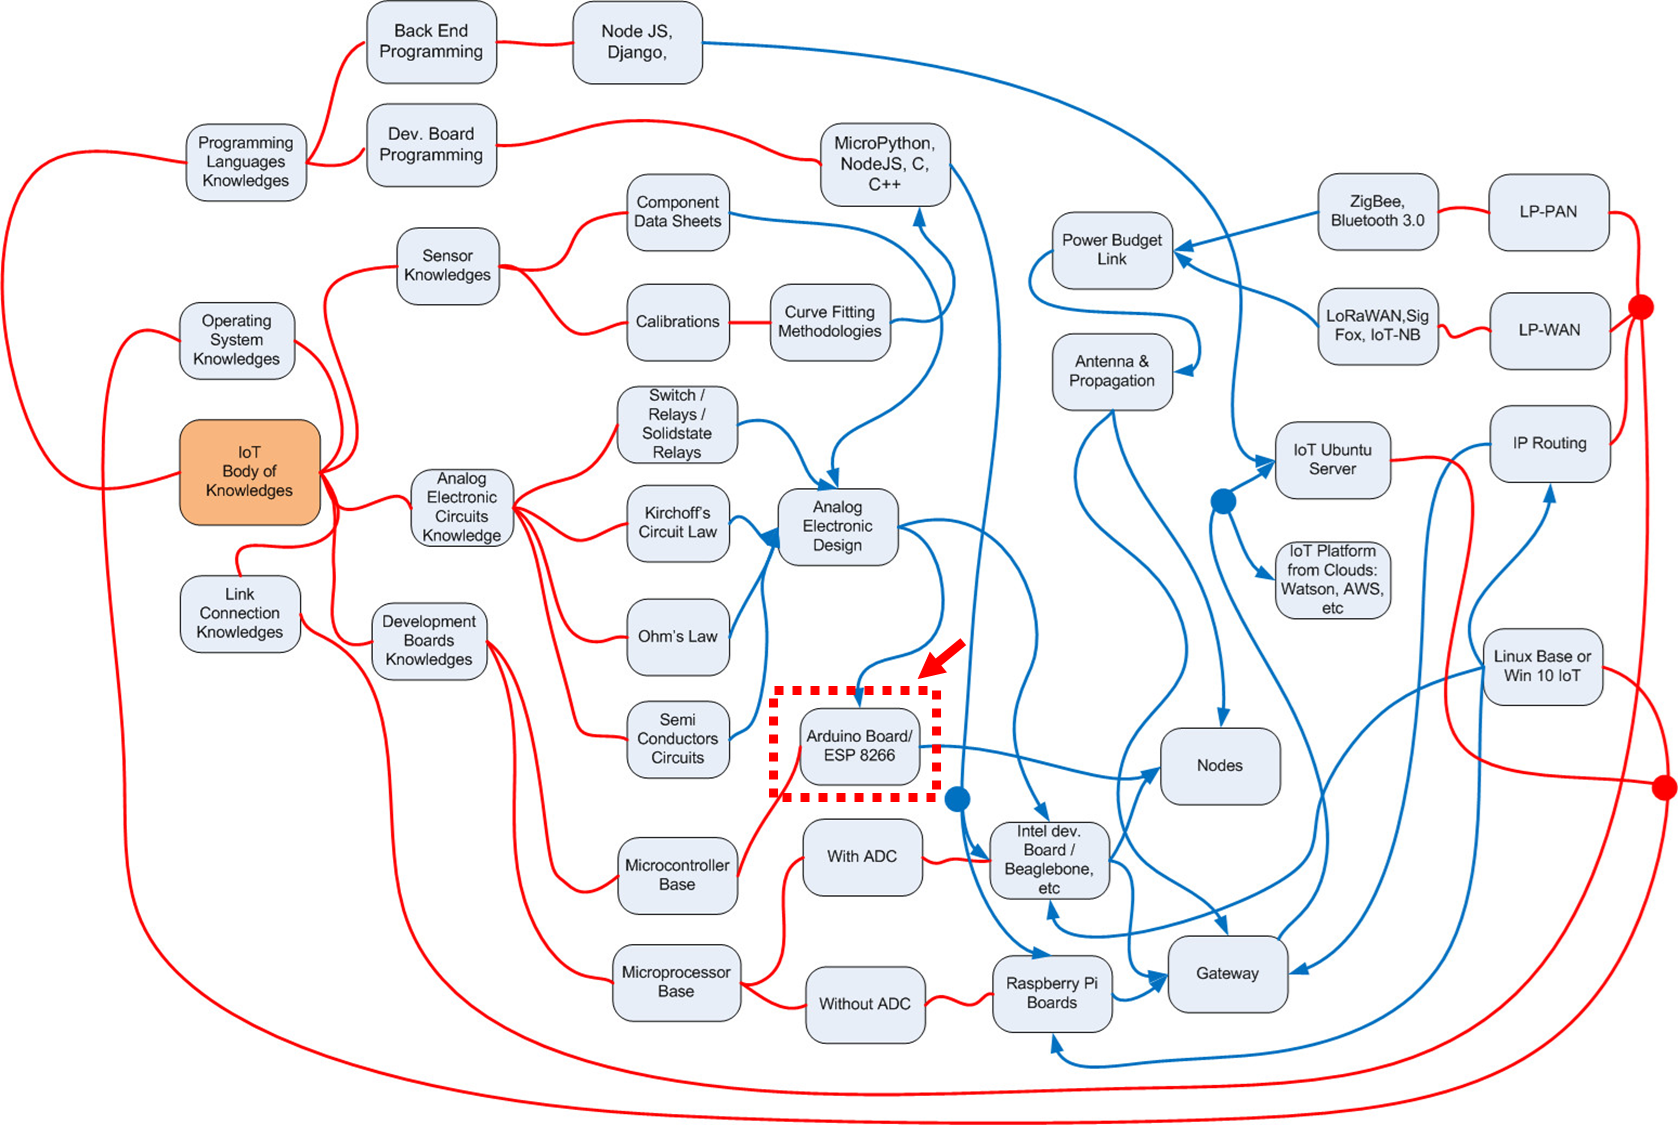 Back End
Programming
Node JS,
Django,
Programming
Languages
Knowledges
Dev. Board
Programming
MicroPython,
NodeJS, C,
C++
Component
Data Sheets
Sensor
Knowledges
Calibrations
Curve Fitting
Methodologies
Power Budget
Link
ZigBee,
Bluetooth 3.0
LP-PAN
LoRaWAN,Sig
Fox, IoT-NB
LP-WAN
Operating
System
Knowledges
Antenna &
Propagation
IoT
Body of
Knowledges
Switch /
Relays /
Solidstate
Relays
Analog
Electronic
Circuits
Knowledge
Kirchoff's
Circuit Law
Analog
Electronic
Design
IoT Ubuntu
Server
IP Routing
IoT Platform
from Clouds:
Watson, AWS,
etc
Link
Connection
Knowledges
Development
Boards
Knowledges
Ohm's Law
Linux Base or
Win 10 IoT
Semi
Conductors
Circuits
Arduino Board/
ESP 8266
Nodes
Microcontroller
Base
With ADC
Intel dev.
Board /
Beaglebone,
etc
Microprocessor
Base
Without ADC
Raspberry Pi
Boards
Gateway